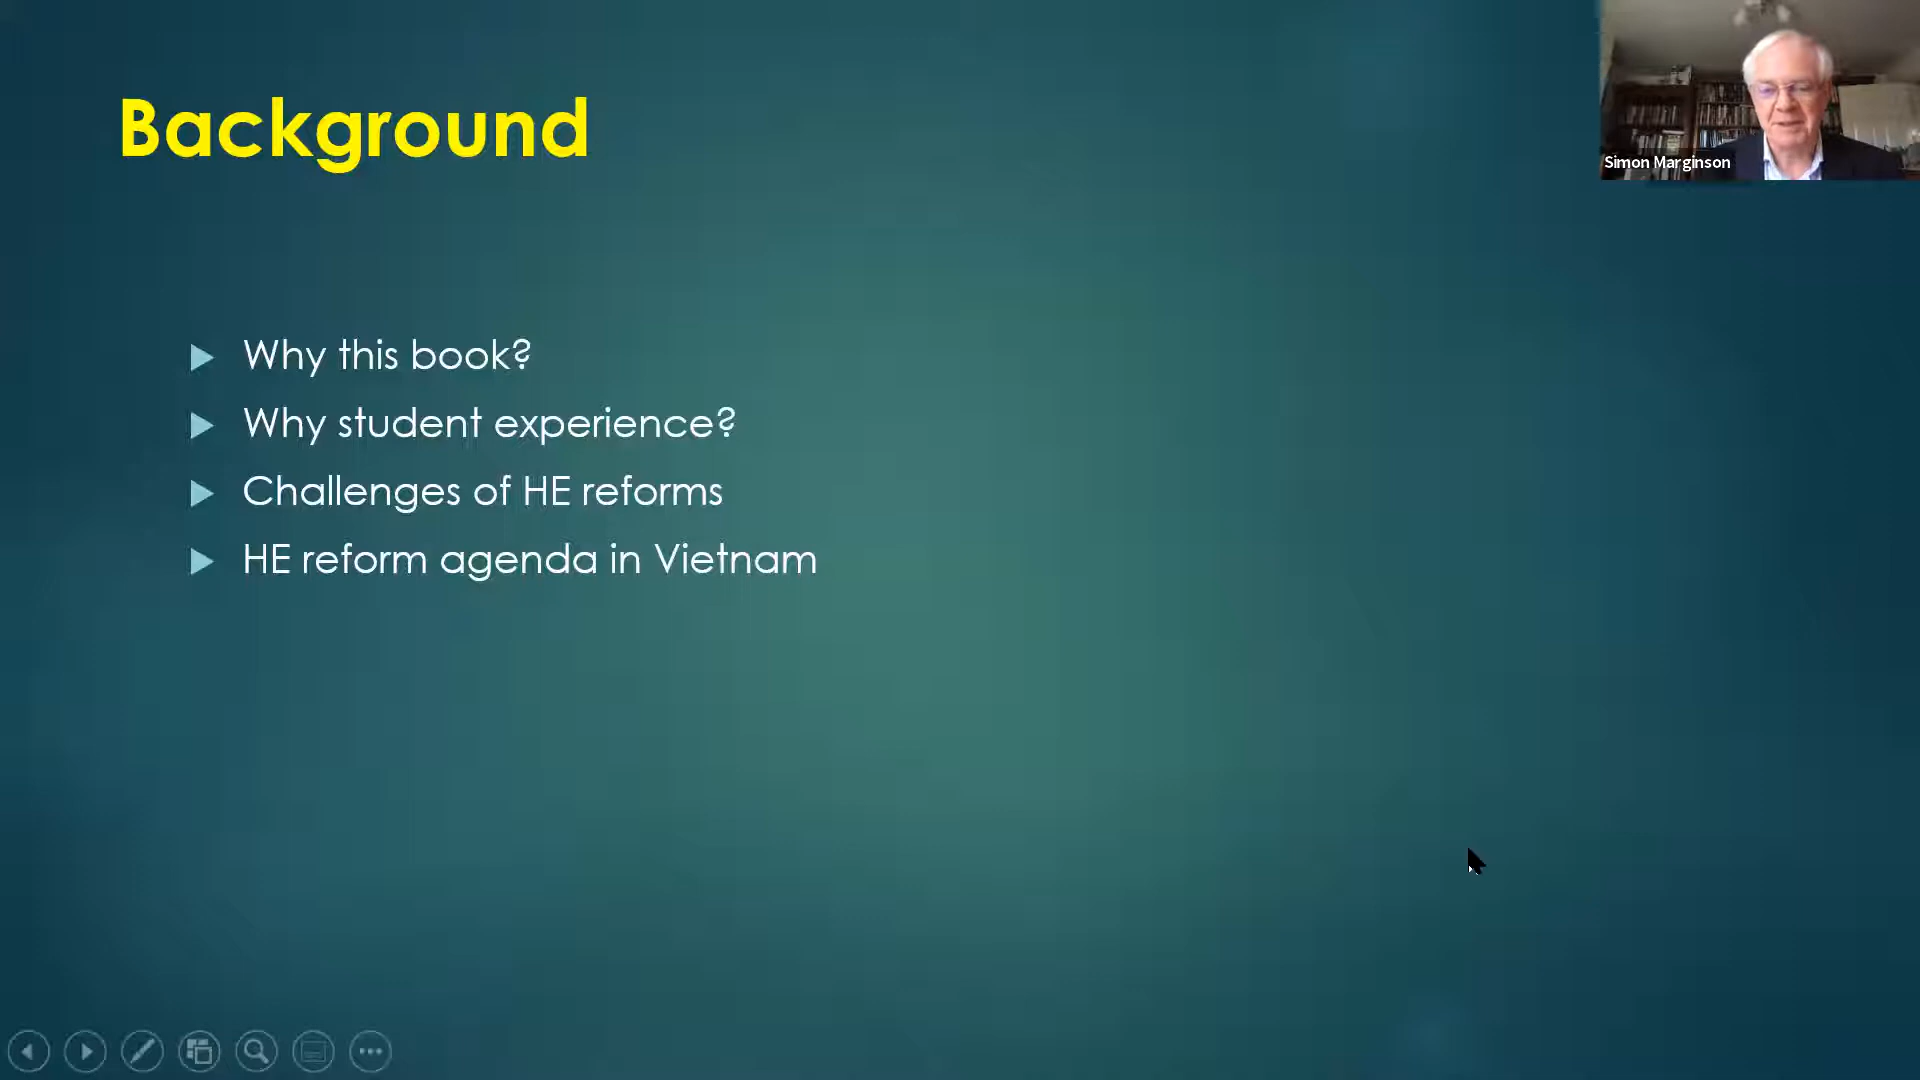 Background
Simon Marginson
Why this book?
Why student experience?
Challenges of HE reforms
HE reform agenda in Vietnam